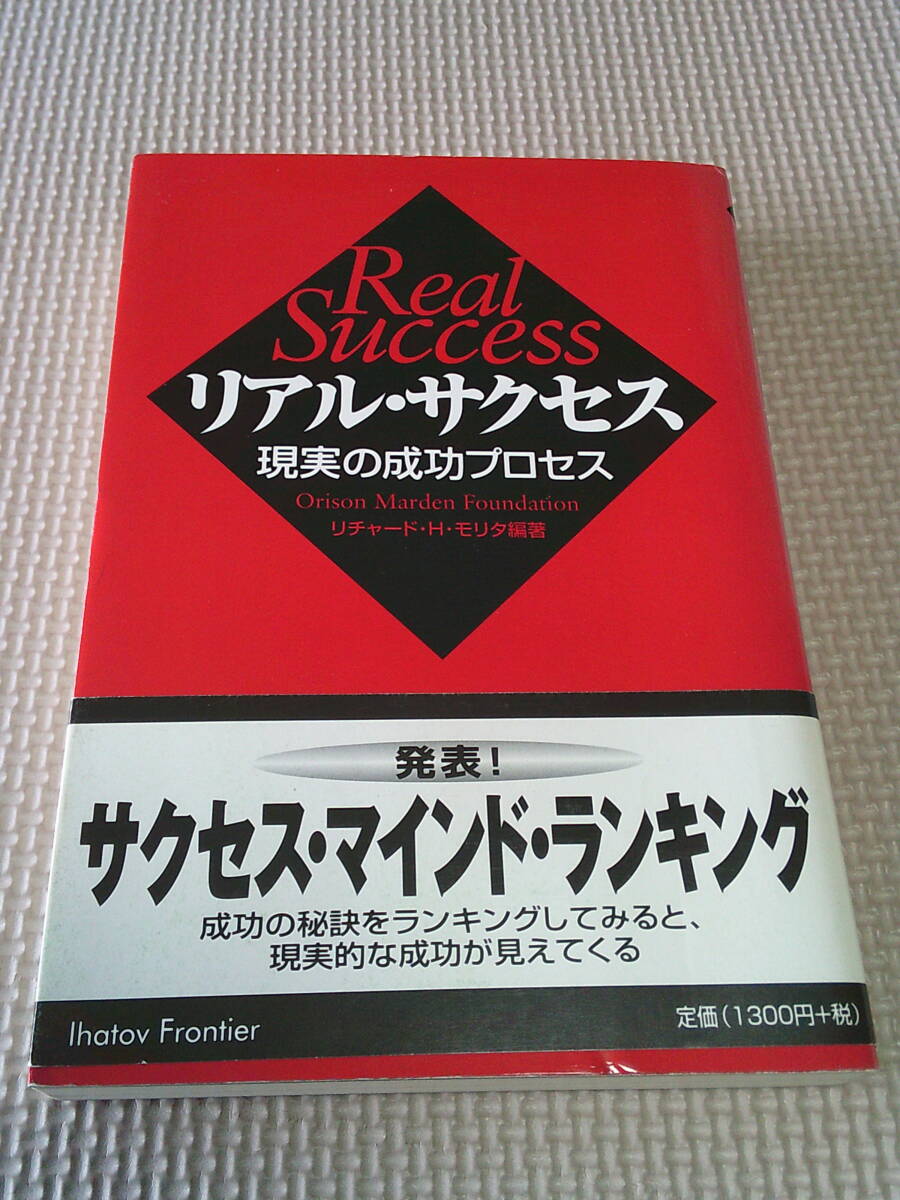 Real
Success
リアル・サクセス
現実の成功プロセス
Orison Marden Foundation
リチャード・H・モリタ編著
発表!
サクセス・マインド・ランキング
成功の秘訣をランキングしてみると、
現実的な成功が見えてくる
Ihatov Frontier
定価(1300円+税)